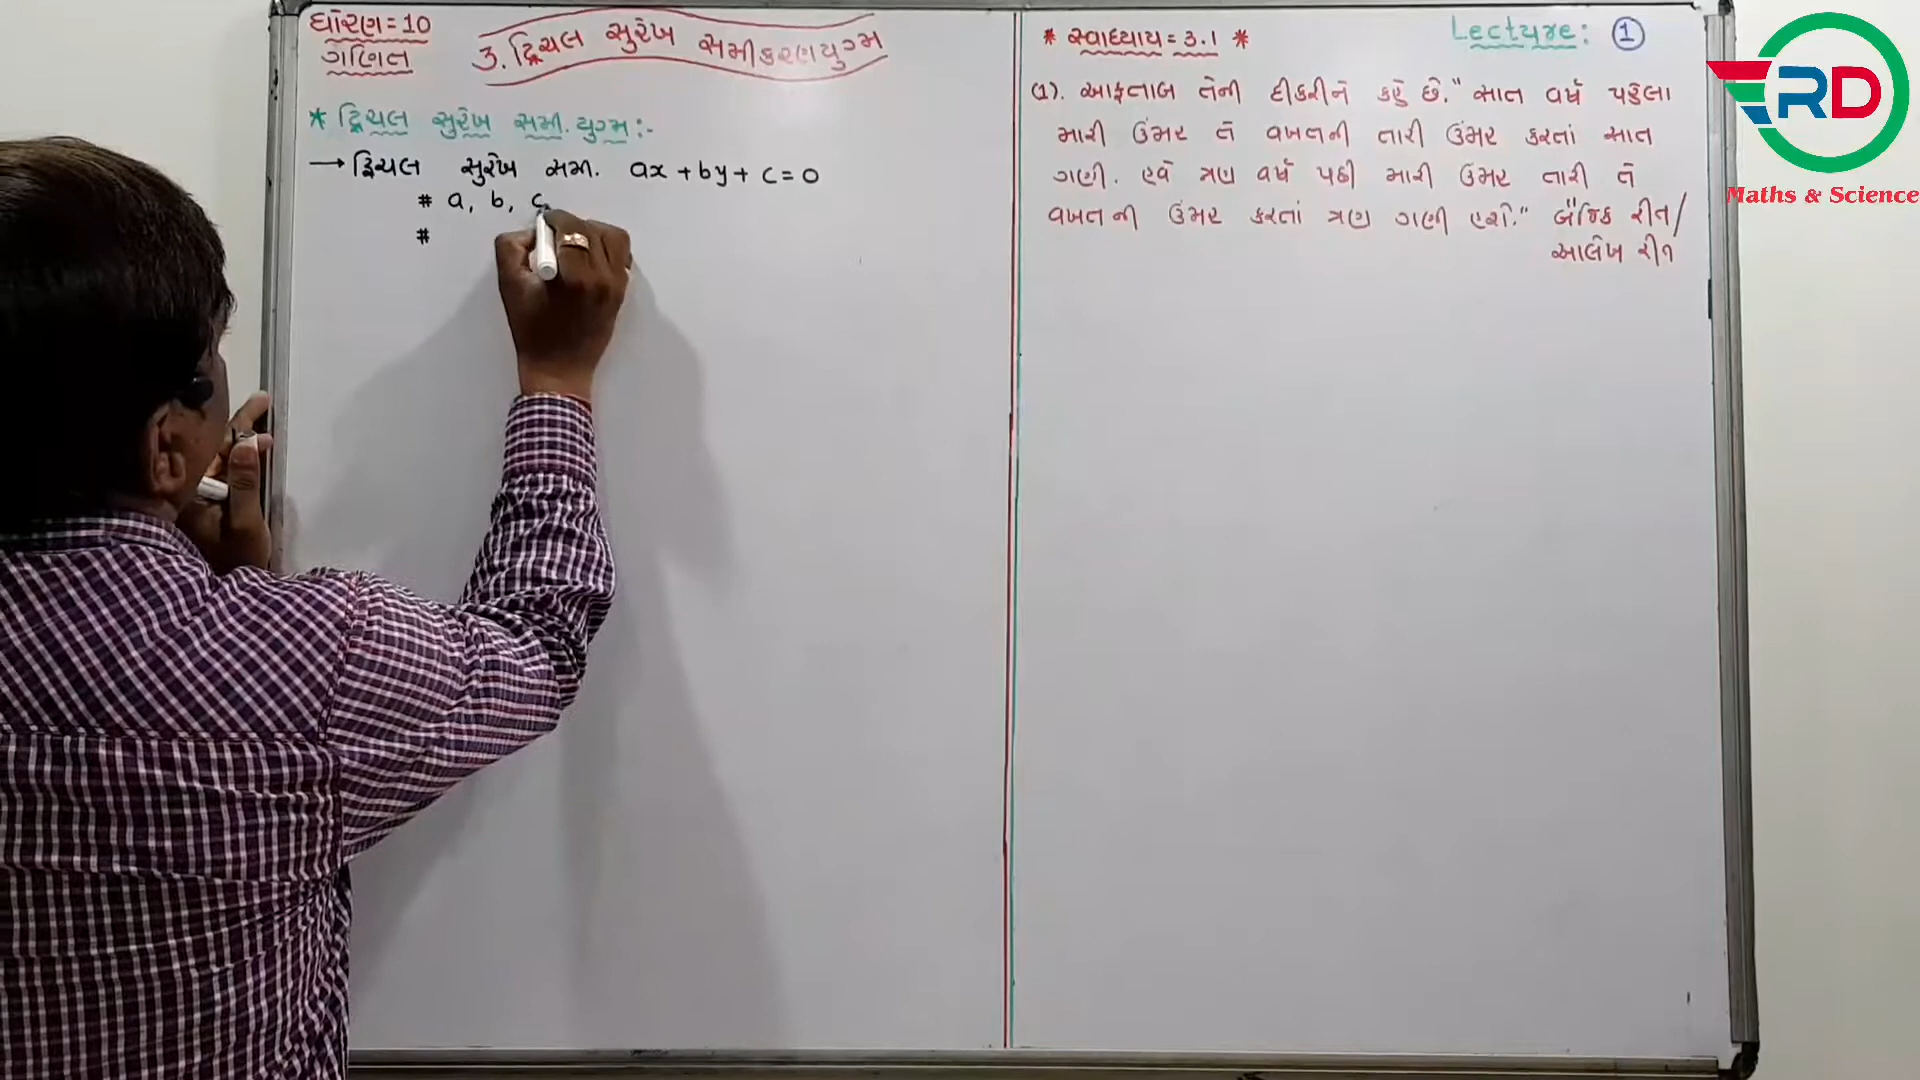 ધોરણ = 10
ગણિત
3. દ્વિચલ સુરેખ સમીકરણયુગ્મ
* દ્વિચલ સુરેખ સમી. યુગ્મ :-
→ દ્વિચલ સુરેખ સમી. ax + by + c = 0
# a, b, c
#
* સ્વાધ્યાય = 3.1 *
Lecture: 1
(1). આફતાબ તેની દીકરીને કહે છે." સાત વર્ષ પહેલા
મારી ઉંમર તે વખતની તારી ઉંમર કરતાં સાત
ગણી. હવે ત્રણ વર્ષ પછી મારી ઉંમર તારી તે
વખતની ઉંમર કરતાં ત્રણ ગણી હશે." બૈજિક રીત/
આલેખ રીત
RD
Maths & Science